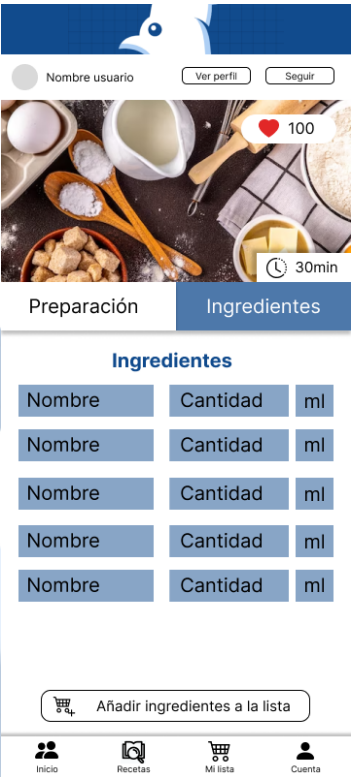 Nombre usuario Ver perfil Seguir
100
30min
Preparación Ingredientes
Ingredientes
Nombre Cantidad ml
Nombre Cantidad ml
Nombre Cantidad ml
Nombre Cantidad ml
Nombre Cantidad ml
Añadir ingredientes a la lista
Inicio Recetas Mi lista Cuenta